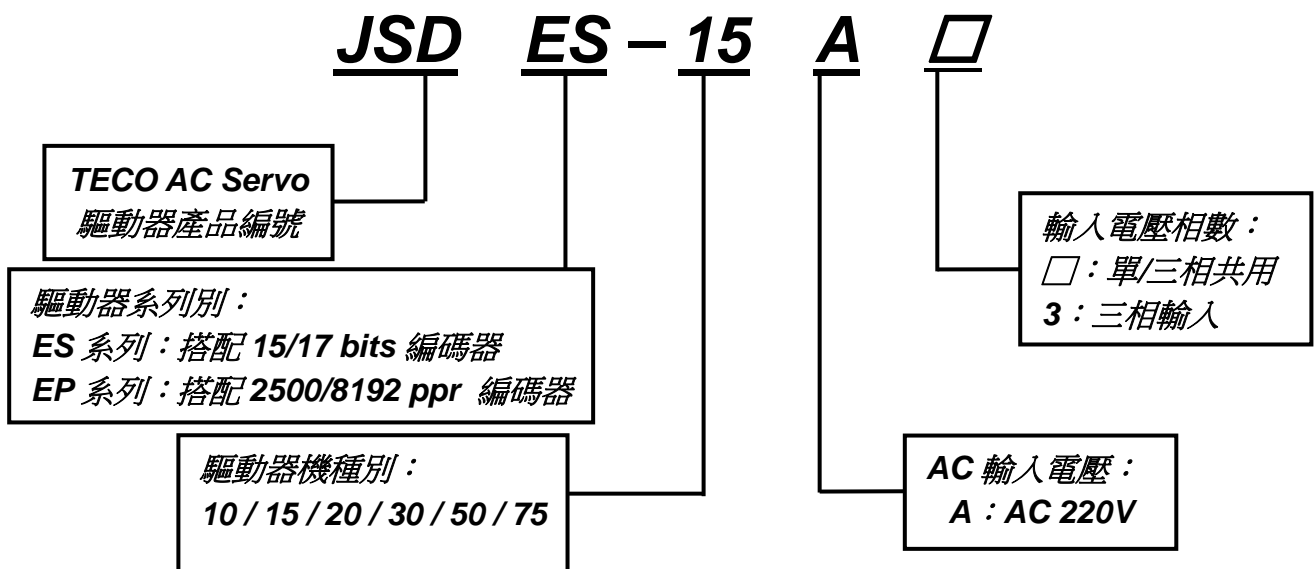 JSD ES – 15 A □
TECO AC Servo
驅動器產品編號
輸入電壓相數：
□：單/三相共用
3：三相輸入
驅動器系列別：
ES 系列：搭配 15/17 bits 編碼器
EP 系列：搭配 2500/8192 ppr 編碼器
驅動器機種別：
10 / 15 / 20 / 30 / 50 / 75
AC 輸入電壓：
A：AC 220V